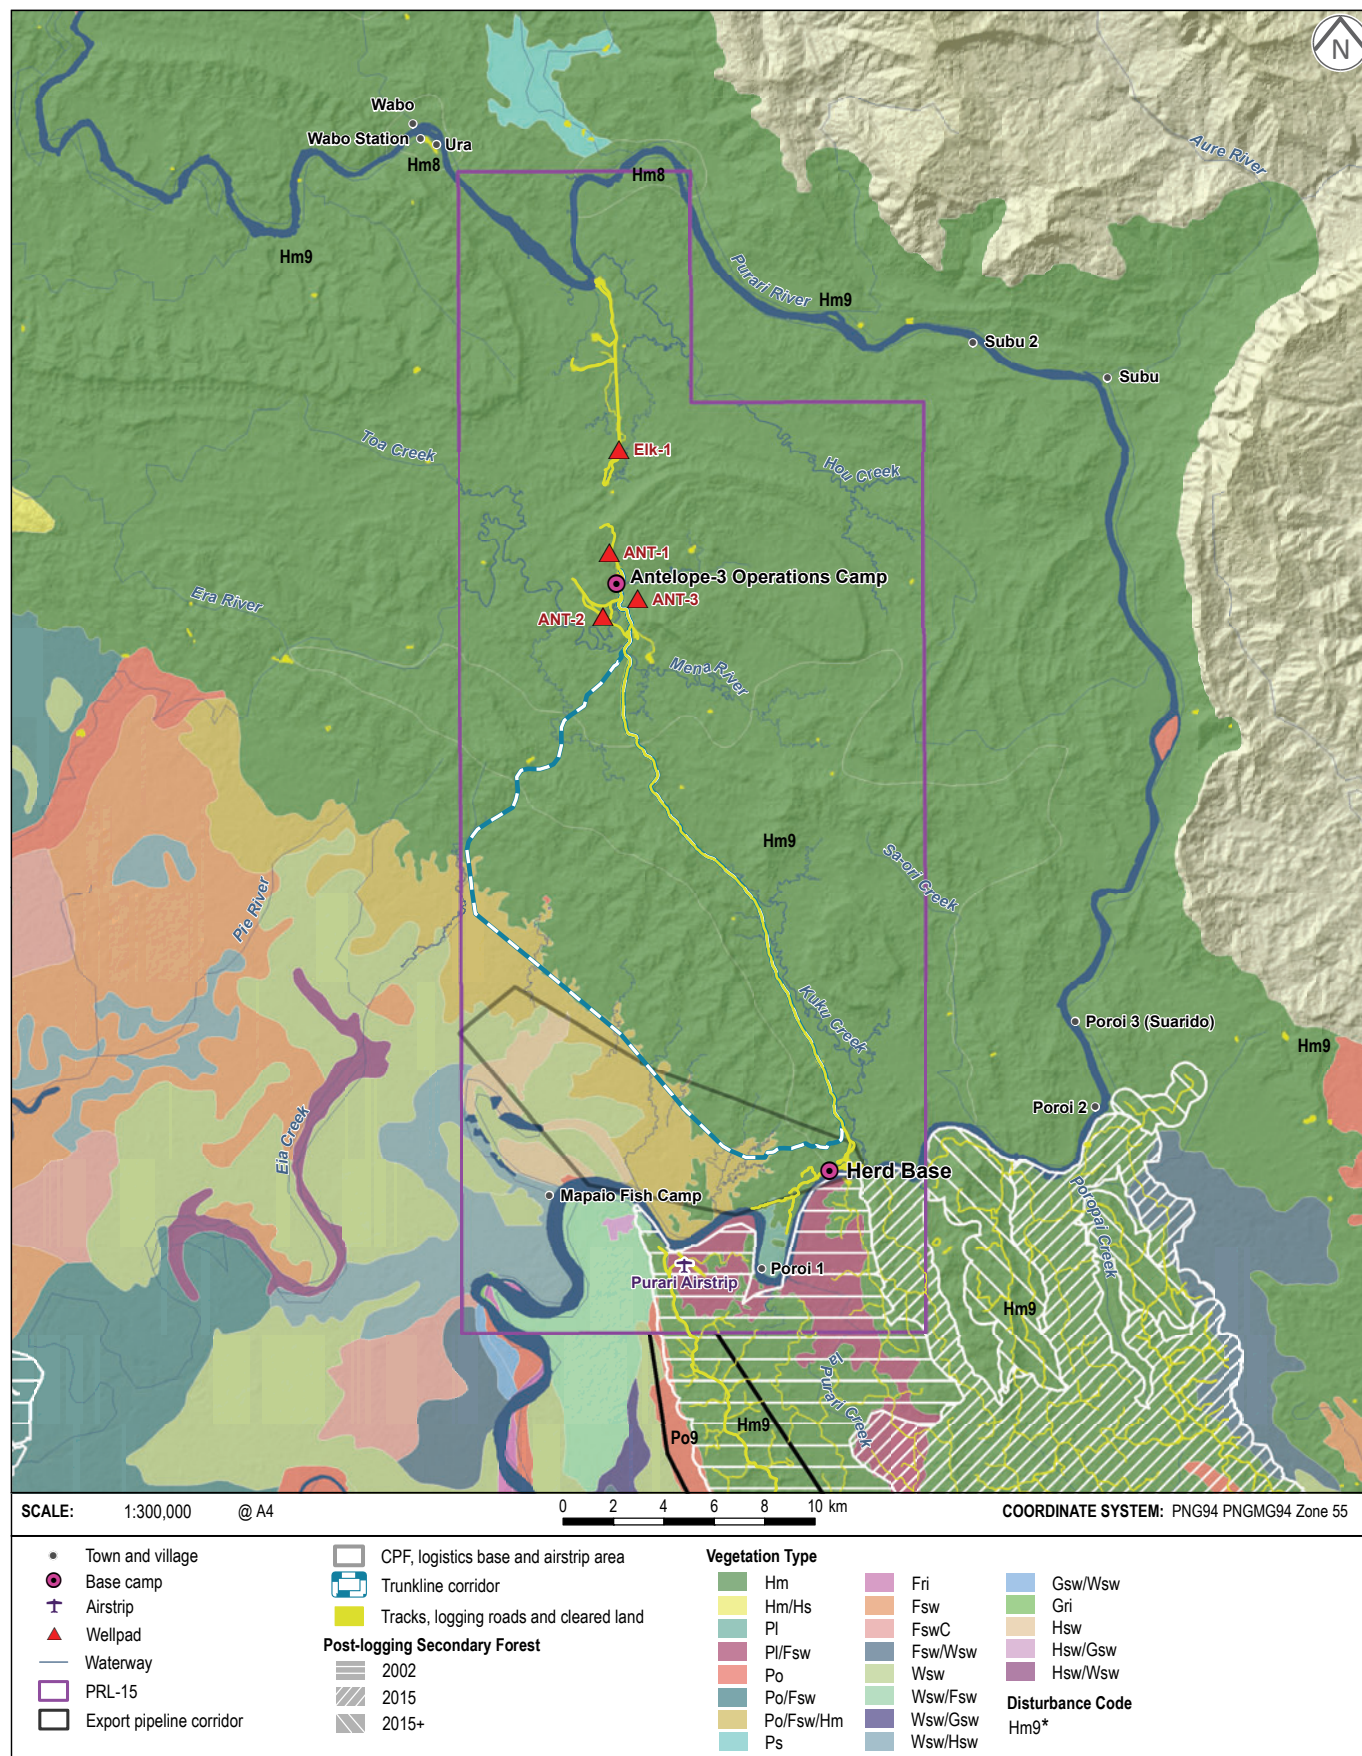 N
Wabo
Wabo Station
Ura
Hm8
Hm8
Aure River
Hm9
Purari River
Hm9
Subu 2
Subu
Toa Creek
Elk-1
Hou Creek
ANT-1
Antelope-3 Operations Camp
ANT-3
ANT-2
Era River
Mena River
Hm9
Sa-ori Creek
Pie River
Kuku Creek
Poroi 3 (Suarido)
Hm9
Poroi 2
Eia Creek
Herd Base
Mapaio Fish Camp
Poropai Creek
Poroi 1
Purari Airstrip
Hm9
Purari Creek
Hm9
Po9
SCALE: 1:300,000 @ A4
0 2 4 6 8 10 km
COORDINATE SYSTEM: PNG94 PNGMG94 Zone 55
Town and village
Base camp
Airstrip
Wellpad
Waterway
PRL-15
Export pipeline corridor
CPF, logistics base and airstrip area
Trunkline corridor
Tracks, logging roads and cleared land
Post-logging Secondary Forest
2002
2015
2015+
Vegetation Type
Hm
Hm/Hs
Pl
Pl/Fsw
Po
Po/Fsw
Po/Fsw/Hm
Ps
Fri
Fsw
FswC
Fsw/Wsw
Wsw
Wsw/Fsw
Wsw/Gsw
Wsw/Hsw
Gsw/Wsw
Gri
Hsw
Hsw/Gsw
Hsw/Wsw
Disturbance Code
Hm9*